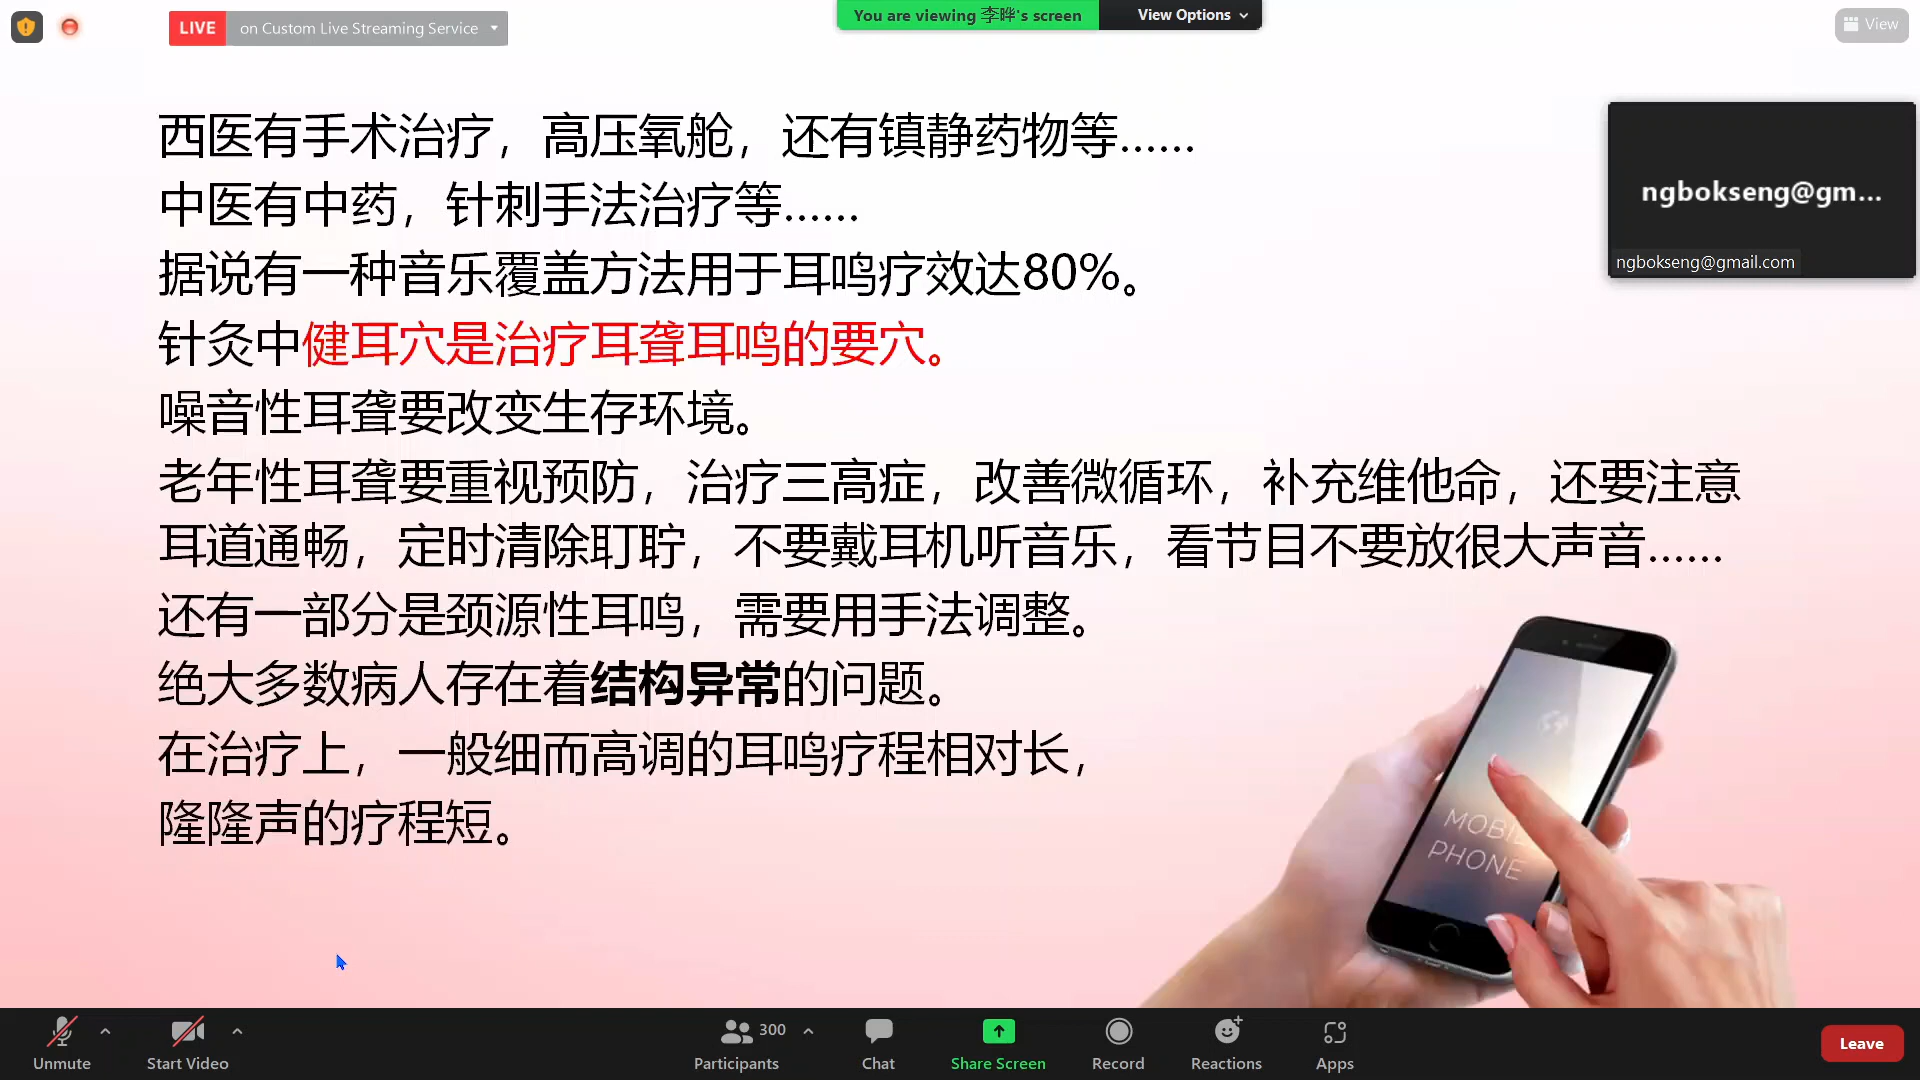 LIVE on Custom Live Streaming Service
You are viewing 李晔's screen View Options
View
西医有手术治疗，高压氧舱，还有镇静药物等……
中医有中药，针刺手法治疗等……
据说有一种音乐覆盖方法用于耳鸣疗效达80%。
针灸中健耳穴是治疗耳聋耳鸣的要穴。
噪音性耳聋要改变生存环境。
老年性耳聋要重视预防，治疗三高症，改善微循环，补充维他命，还要注意
耳道通畅，定时清除耵聍，不要戴耳机听音乐，看节目不要放很大声音……
还有一部分是颈源性耳鸣，需要用手法调整。
绝大多数病人存在着结构异常的问题。
在治疗上，一般细而高调的耳鸣疗程相对长，
隆隆声的疗程短。
ngbokseng@gm...
ngbokseng@gmail.com
MOBIL
PHONE
Unmute
Start Video
300
Participants
Chat
Share Screen
Record
Reactions
Apps
Leave